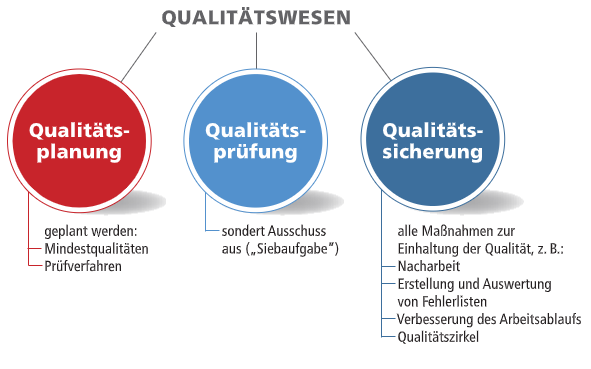 QUALITÄTSWESEN
Qualitäts-
planung
Qualitäts-
prüfung
Qualitäts-
sicherung
geplant werden:
Mindestqualitäten
Prüfverfahren
sondert Ausschuss
aus („Siebaufgabe“)
alle Maßnahmen zur
Einhaltung der Qualität, z. B.:
Nacharbeit
Erstellung und Auswertung
von Fehlerlisten
Verbesserung des Arbeitsablaufs
Qualitätszirkel